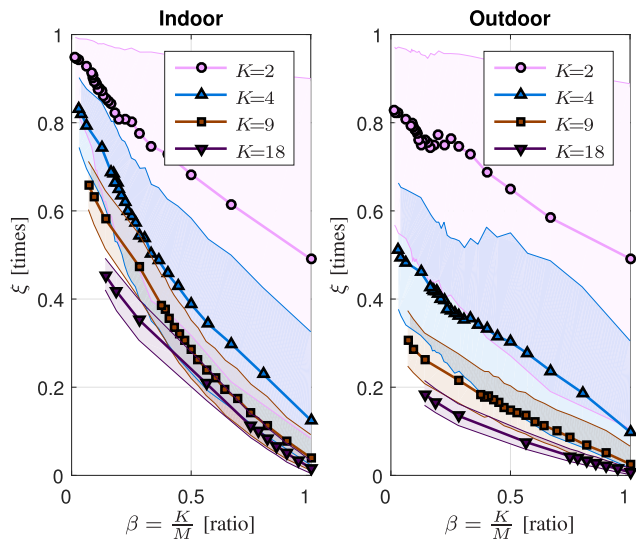 Indoor
1
0.8
0.6
0.4
0.2
0
ξ [times]
K=2
K=4
K=9
K=18
0 0.5 1
β = K/M [ratio]
Outdoor
1
0.8
0.6
0.4
0.2
0
ξ [times]
K=2
K=4
K=9
K=18
0 0.5 1
β = K/M [ratio]